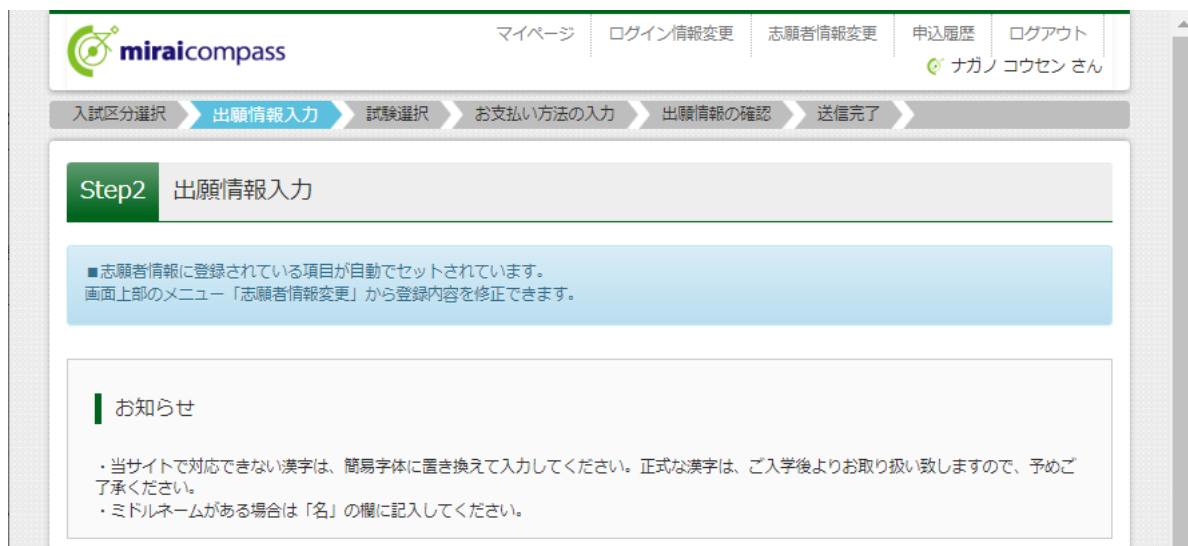 miraicompass
マイページ ログイン情報変更 志願者情報変更 申込履歴 ログアウト
ナガノ コウセン さん
入試区分選択 出願情報入力 試験選択 お支払い方法の入力 出願情報の確認 送信完了
Step2 出願情報入力
■志願者情報に登録されている項目が自動でセットされています。
画面上部のメニュー「志願者情報変更」から登録内容を修正できます。
お知らせ
・当サイトで対応できない漢字は、簡易字体に置き換えて入力してください。正式な漢字は、ご入学後よりお取り扱い致しますので、予めご
了承ください。
・ミドルネームがある場合は「名」の欄に記入してください。